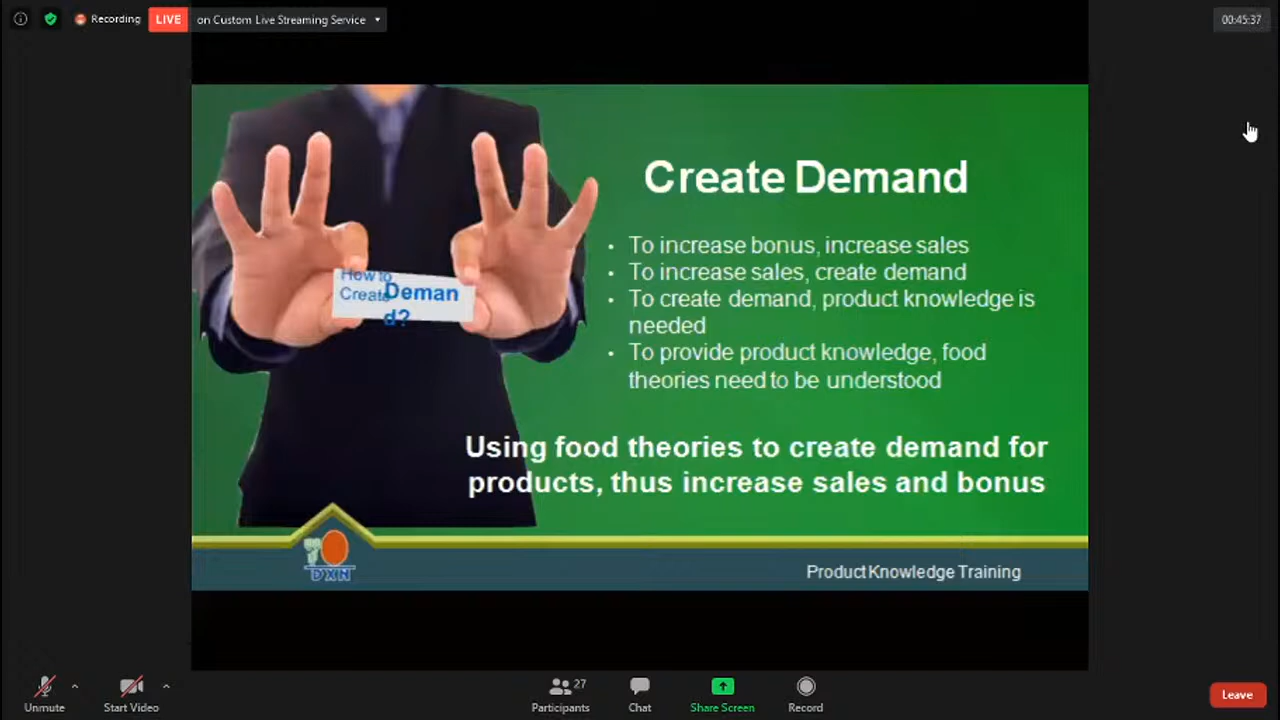 Recording
LIVE
on Custom Live Streaming Service
00:45:37
Create Demand
• To increase bonus, increase sales
• To increase sales, create demand
• To create demand, product knowledge is
needed
• To provide product knowledge, food
theories need to be understood
How to
Create
Deman
d?
Using food theories to create demand for
products, thus increase sales and bonus
DXN
Product Knowledge Training
Unmute
Start Video
27
Participants
Chat
Share Screen
Record
Leave